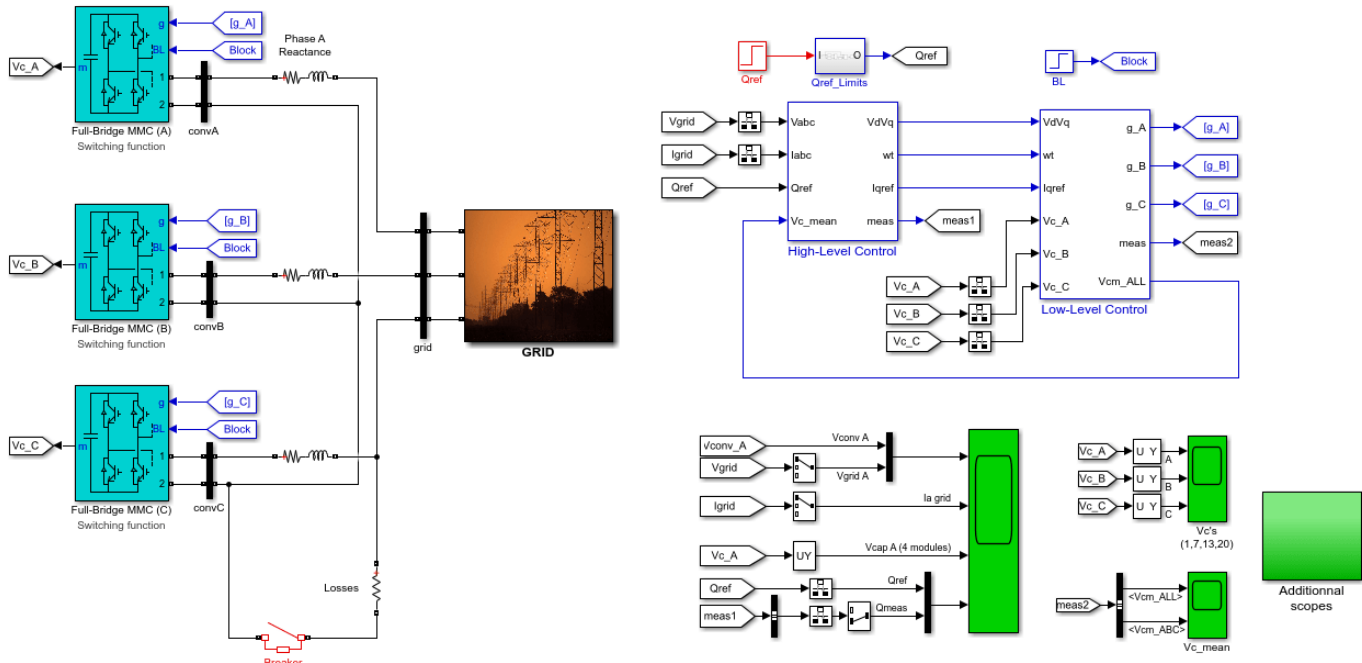 g
[g_A]
BL
Block
Vc_A
m
1
2
Full-Bridge MMC (A)
Switching function
convA
Phase A
Reactance
g
[g_B]
BL
Block
Vc_B
m
1
2
Full-Bridge MMC (B)
Switching function
convB
grid
GRID
g
[g_C]
BL
Block
Vc_C
m
1
2
Full-Bridge MMC (C)
Switching function
convC
Losses
Breaker
Qref
I
O
Qref_Limits
Qref
BL
Block
Vgrid
Igrid
Qref
Vabc
Iabc
Qref
Vc_mean
VdVq
wt
Iqref
meas
High-Level Control
meas1
Vc_A
Vc_B
Vc_C
VdVq
wt
Iqref
Vc_A
Vc_B
Vc_C
g_A
g_B
g_C
meas
Vcm_ALL
Low-Level Control
[g_A]
[g_B]
[g_C]
meas2
Vconv_A
Vconv A
Vgrid
Vgrid A
Igrid
Ia grid
Vc_A
UY
Vcap A (4 modules)
Qref
Qref
meas1
Qmeas
Vc_A
U Y
A
Vc_B
U Y
B
Vc_C
U Y
C
Vc's
(1,7,13,20)
meas2
<Vcm_ALL>
<Vcm_ABC>
Vc_mean
Additionnal
scopes